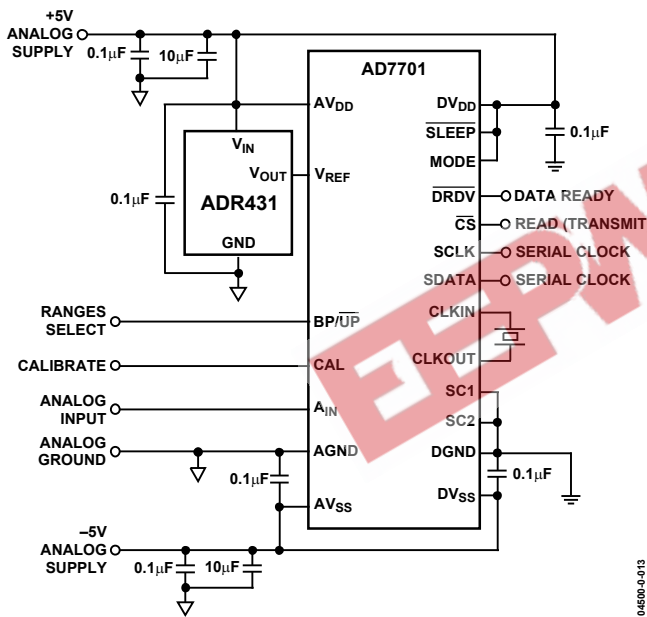 +5V
ANALOG
SUPPLY
0.1µF
10µF
AD7701
AVDD
DVDD
SLEEP
0.1µF
MODE
VIN
VOUT
VREF
0.1µF
ADR431
GND
DRDV
DATA READY
CS
READ (TRANSMIT
SCLK
SERIAL CLOCK
SDATA
SERIAL CLOCK
RANGES
SELECT
BP/UP
CLKIN
CALIBRATE
CAL
CLKOUT
ANALOG
INPUT
AIN
SC1
SC2
ANALOG
GROUND
AGND
DGND
0.1µF
0.1µF
AVSS
DVSS
–5V
ANALOG
SUPPLY
0.1µF
10µF
04500-0-013